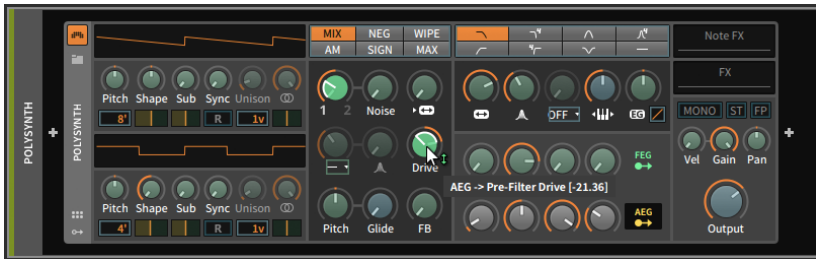 POLYSYNTH
POLYSYNTH
Pitch Shape Sub Sync Unison
8' R 1v
Pitch Shape Sub Sync Unison
4' R 1v
MIX NEG WIPE
AM SIGN MAX
1 2 Noise
Drive
Pitch Glide FB
OFF EG
FEG
AEG -> Pre-Filter Drive [-21.36]
AEG
Note FX
FX
MONO ST FP
Vel Gain Pan
Output